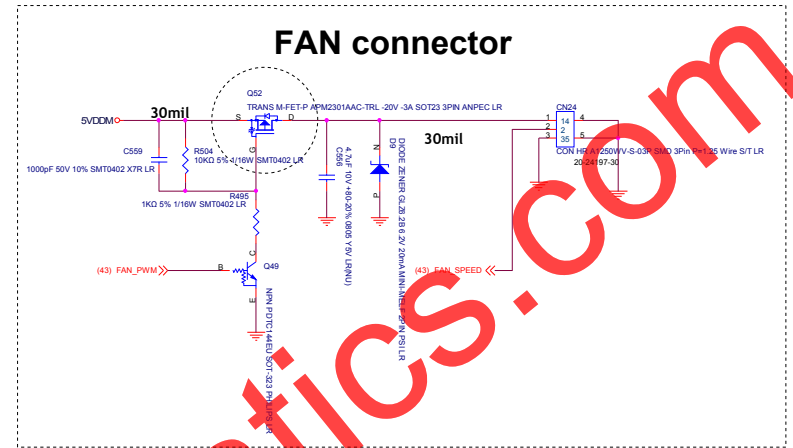 FAN connector
Q52
TRANS M-FET-P APM2301AAC-TRL -20V -3A SOT23 3PIN ANPEC LR
5VDDM
30mil
S
D
G
C559
1000pF 50V 10% SMT0402 X7R LR
R504
10KΩ 5% 1/16W SMT0402 LR
R495
1KΩ 5% 1/16W SMT0402 LR
C556
4.7uF 10V +80-20% 0805 Y5V LR(NU)
D9
N
P
DIODE ZENER GLZ6.2B 6.2V 20mA MINI-MELF 2PIN PSI LR
30mil
CN24
1
2
3
14
2
35
4
5
CON HR A1250WV-S-03P SMD 3Pin P=1.25 Wire S/T LR
20-24197-30
(43) FAN_PWM
B
C
E
Q49
NPN PDTC144EU SOT-323 PHILIPS LR
(43) FAN_SPEED
tics.com